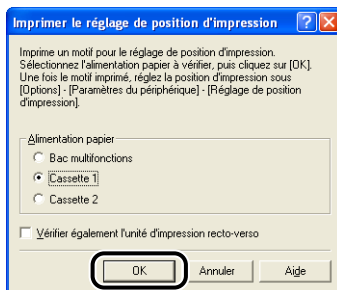 Imprimer le réglage de position d'impression
Imprime un motif pour le réglage de position d'impression.
Sélectionnez l'alimentation papier à vérifier, puis cliquez sur [OK].
Une fois le motif imprimé, réglez la position d'impression sous
[Options] - [Paramètres du périphérique] - [Réglage de position
d'impression].
Alimentation papier
Bac multifonctions
Cassette 1
Cassette 2
Vérifier également l'unité d'impression recto-verso
OK
Annuler
Aide